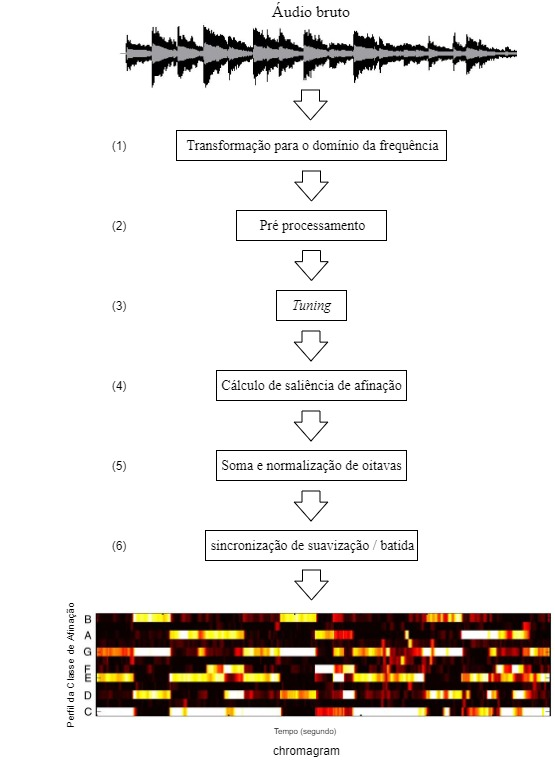 Áudio bruto
(1) Transformação para o domínio da frequência
(2) Pré processamento
(3) Tuning
(4) Cálculo de saliência de afinação
(5) Soma e normalização de oitavas
(6) sincronização de suavização / batida
Perfil da Classe de Afinação
B
A
G
F
E
D
C
Tempo (segundo)
chromagram